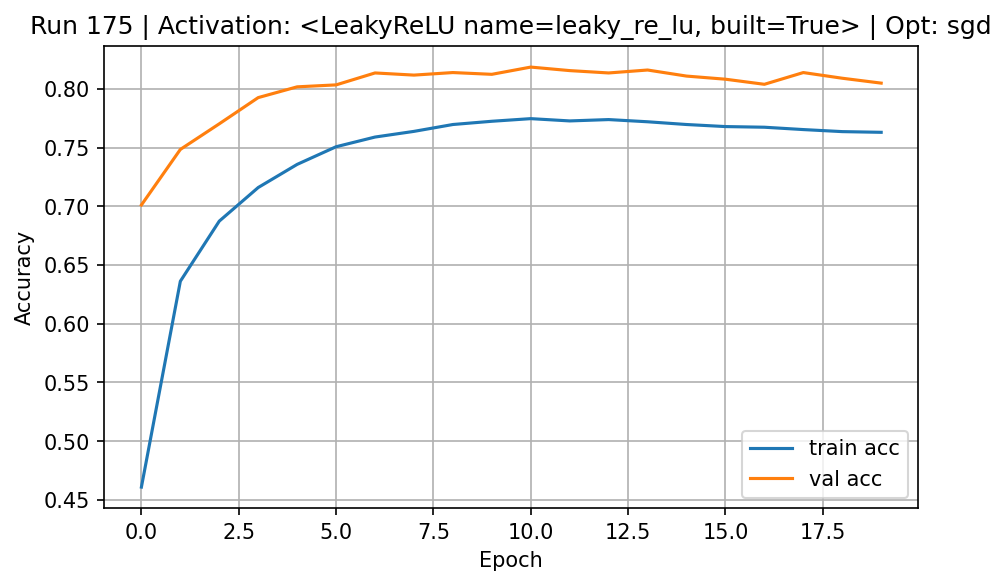 Run 175 | Activation: <LeakyReLU name=leaky_re_lu, built=True> | Opt: sgd
Accuracy
0.80
0.75
0.70
0.65
0.60
0.55
0.50
0.45
train acc
val acc
0.0 2.5 5.0 7.5 10.0 12.5 15.0 17.5
Epoch